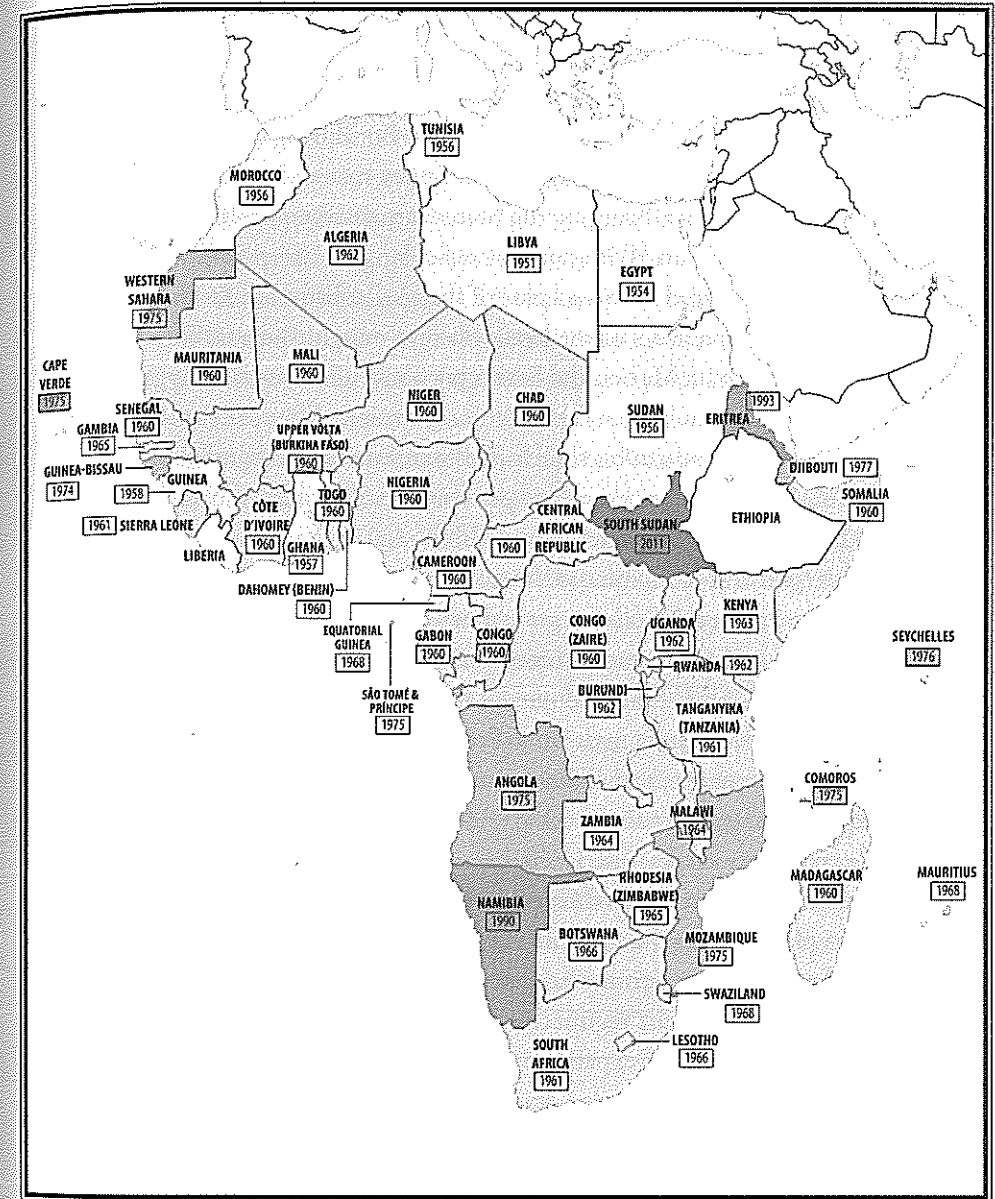 TUNISIA
1956
MOROCCO
1956
ALGERIA
1962
LIBYA
1951
EGYPT
1954
WESTERN
SAHARA
1975
MAURITANIA
1960
MALI
1960
NIGER
1960
CHAD
1960
SUDAN
1956
ERITREA
1993
CAPE
VERDE
1975
SENEGAL
1960
GAMBIA
1965
GUINEA-BISSAU
1974
GUINEA
1958
1961 SIERRA LEONE
LIBERIA
UPPER VOLTA
(BURKINA FASO)
1960
CÔTE
D'IVOIRE
1960
GHANA
1957
TOGO
1960
DAHOMEY (BENIN)
1960
NIGERIA
1960
CAMEROON
1960
CENTRAL
AFRICAN
REPUBLIC
1960
SOUTH SUDAN
2011
ETHIOPIA
DJIBOUTI 1977
SOMALIA
1960
EQUATORIAL
GUINEA
1968
SÃO TOMÉ &
PRÍNCIPE
1975
GABON
1960
CONGO
1960
CONGO
(ZAIRE)
1960
UGANDA
1962
KENYA
1963
RWANDA 1962
BURUNDI
1962
TANGANYIKA
(TANZANIA)
1961
SEYCHELLES
1976
ANGOLA
1975
ZAMBIA
1964
MALAWI
1964
COMOROS
1975
MADAGASCAR
1960
MAURITIUS
1968
NAMIBIA
1990
RHODESIA
(ZIMBABWE)
1965
BOTSWANA
1966
MOZAMBIQUE
1975
SWAZILAND
1968
LESOTHO
1966
SOUTH
AFRICA
1961